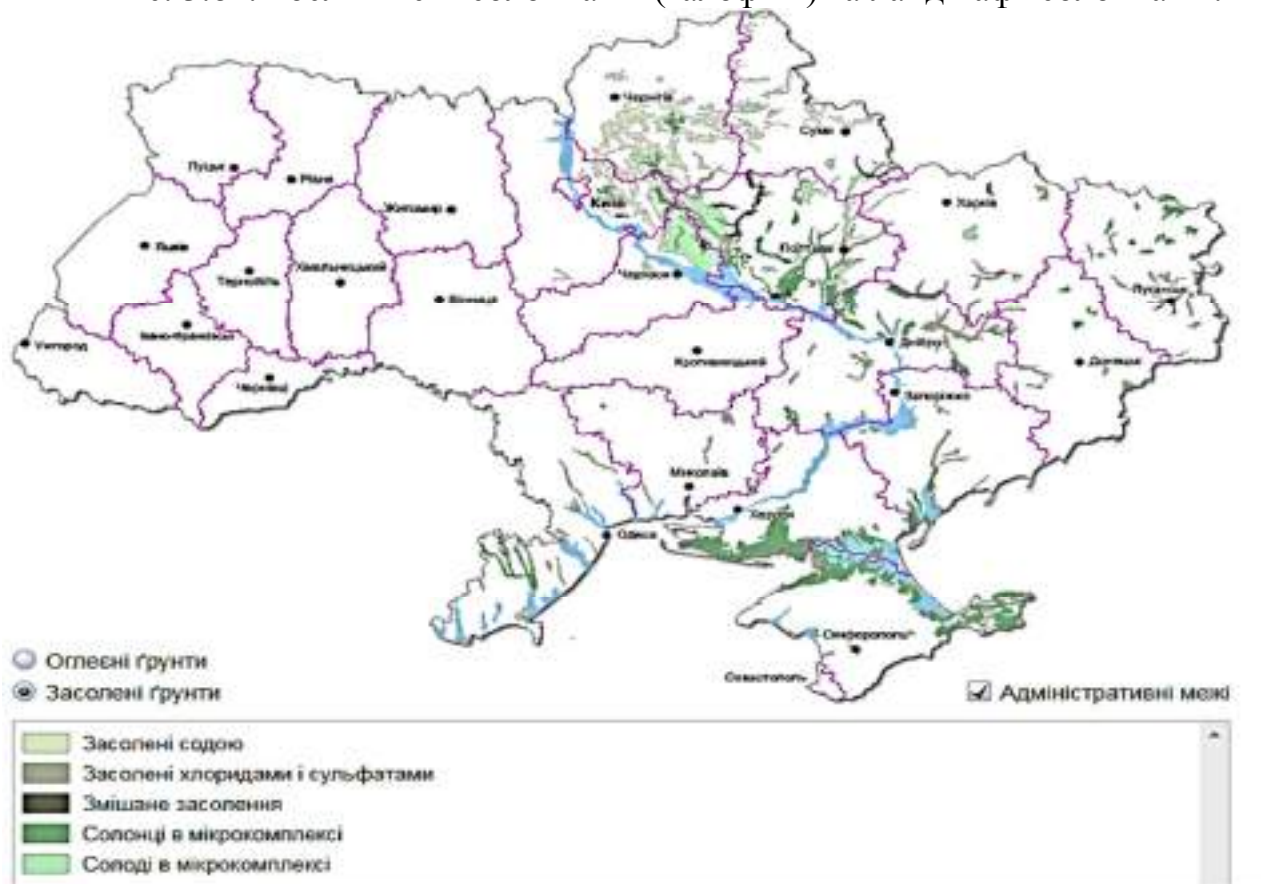 Чернігів
Суми
Луцьк
Рівне
Київ
Харків
Житомир
Львів
Полтава
Хмельницький
Тернопіль
Черкаси
Луганськ
Вінниця
Івано-Франківськ
Ужгород
Дніпро
Кропивницький
Донецьк
Чернівці
Запоріжжя
Миколаїв
Херсон
Одеса
Сімферополь
Севастополь
Оглеєні ґрунти
Засолені ґрунти
Адміністративні межі
Засолені содою
Засолені хлоридами і сульфатами
Змішане засолення
Солонці в мікрокомплексі
Солоді в мікрокомплексі